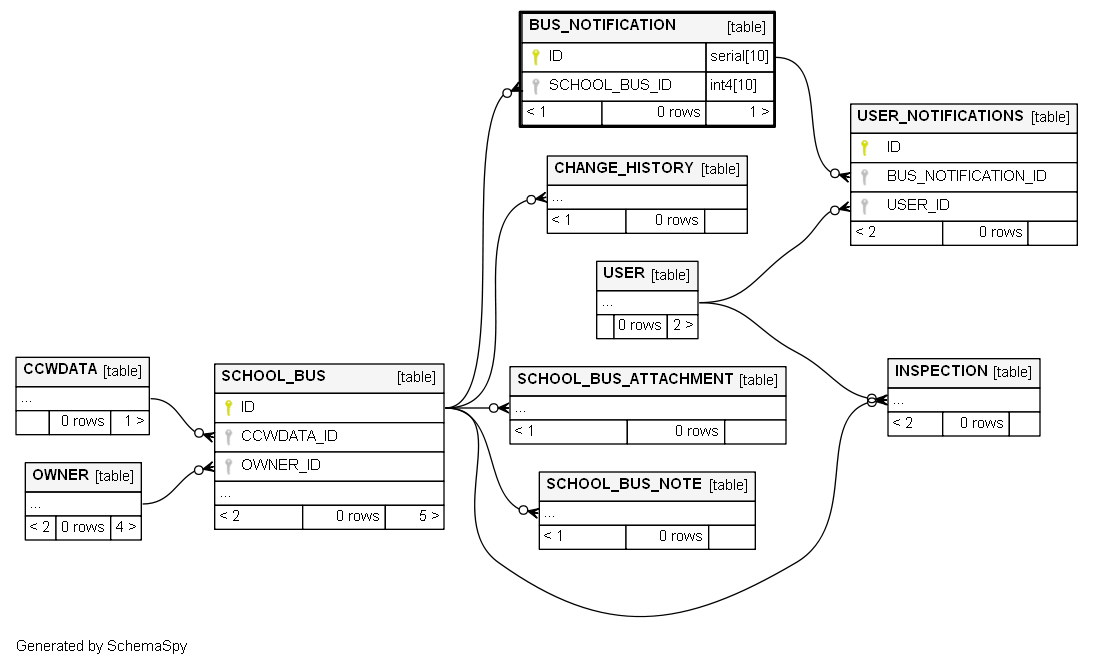 BUS_NOTIFICATION [table]
ID serial[10]
SCHOOL_BUS_ID int4[10]
< 1 0 rows 1 >
USER_NOTIFICATIONS [table]
ID
BUS_NOTIFICATION_ID
USER_ID
< 2 0 rows
CHANGE_HISTORY [table]
...
< 1 0 rows
USER [table]
...
0 rows 2 >
CCWDATA [table]
...
0 rows 1 >
OWNER [table]
...
< 2 0 rows 4 >
SCHOOL_BUS [table]
ID
CCWDATA_ID
OWNER_ID
...
< 2 0 rows 5 >
SCHOOL_BUS_ATTACHMENT [table]
...
< 1 0 rows
INSPECTION [table]
...
< 2 0 rows
SCHOOL_BUS_NOTE [table]
...
< 1 0 rows
Generated by SchemaSpy